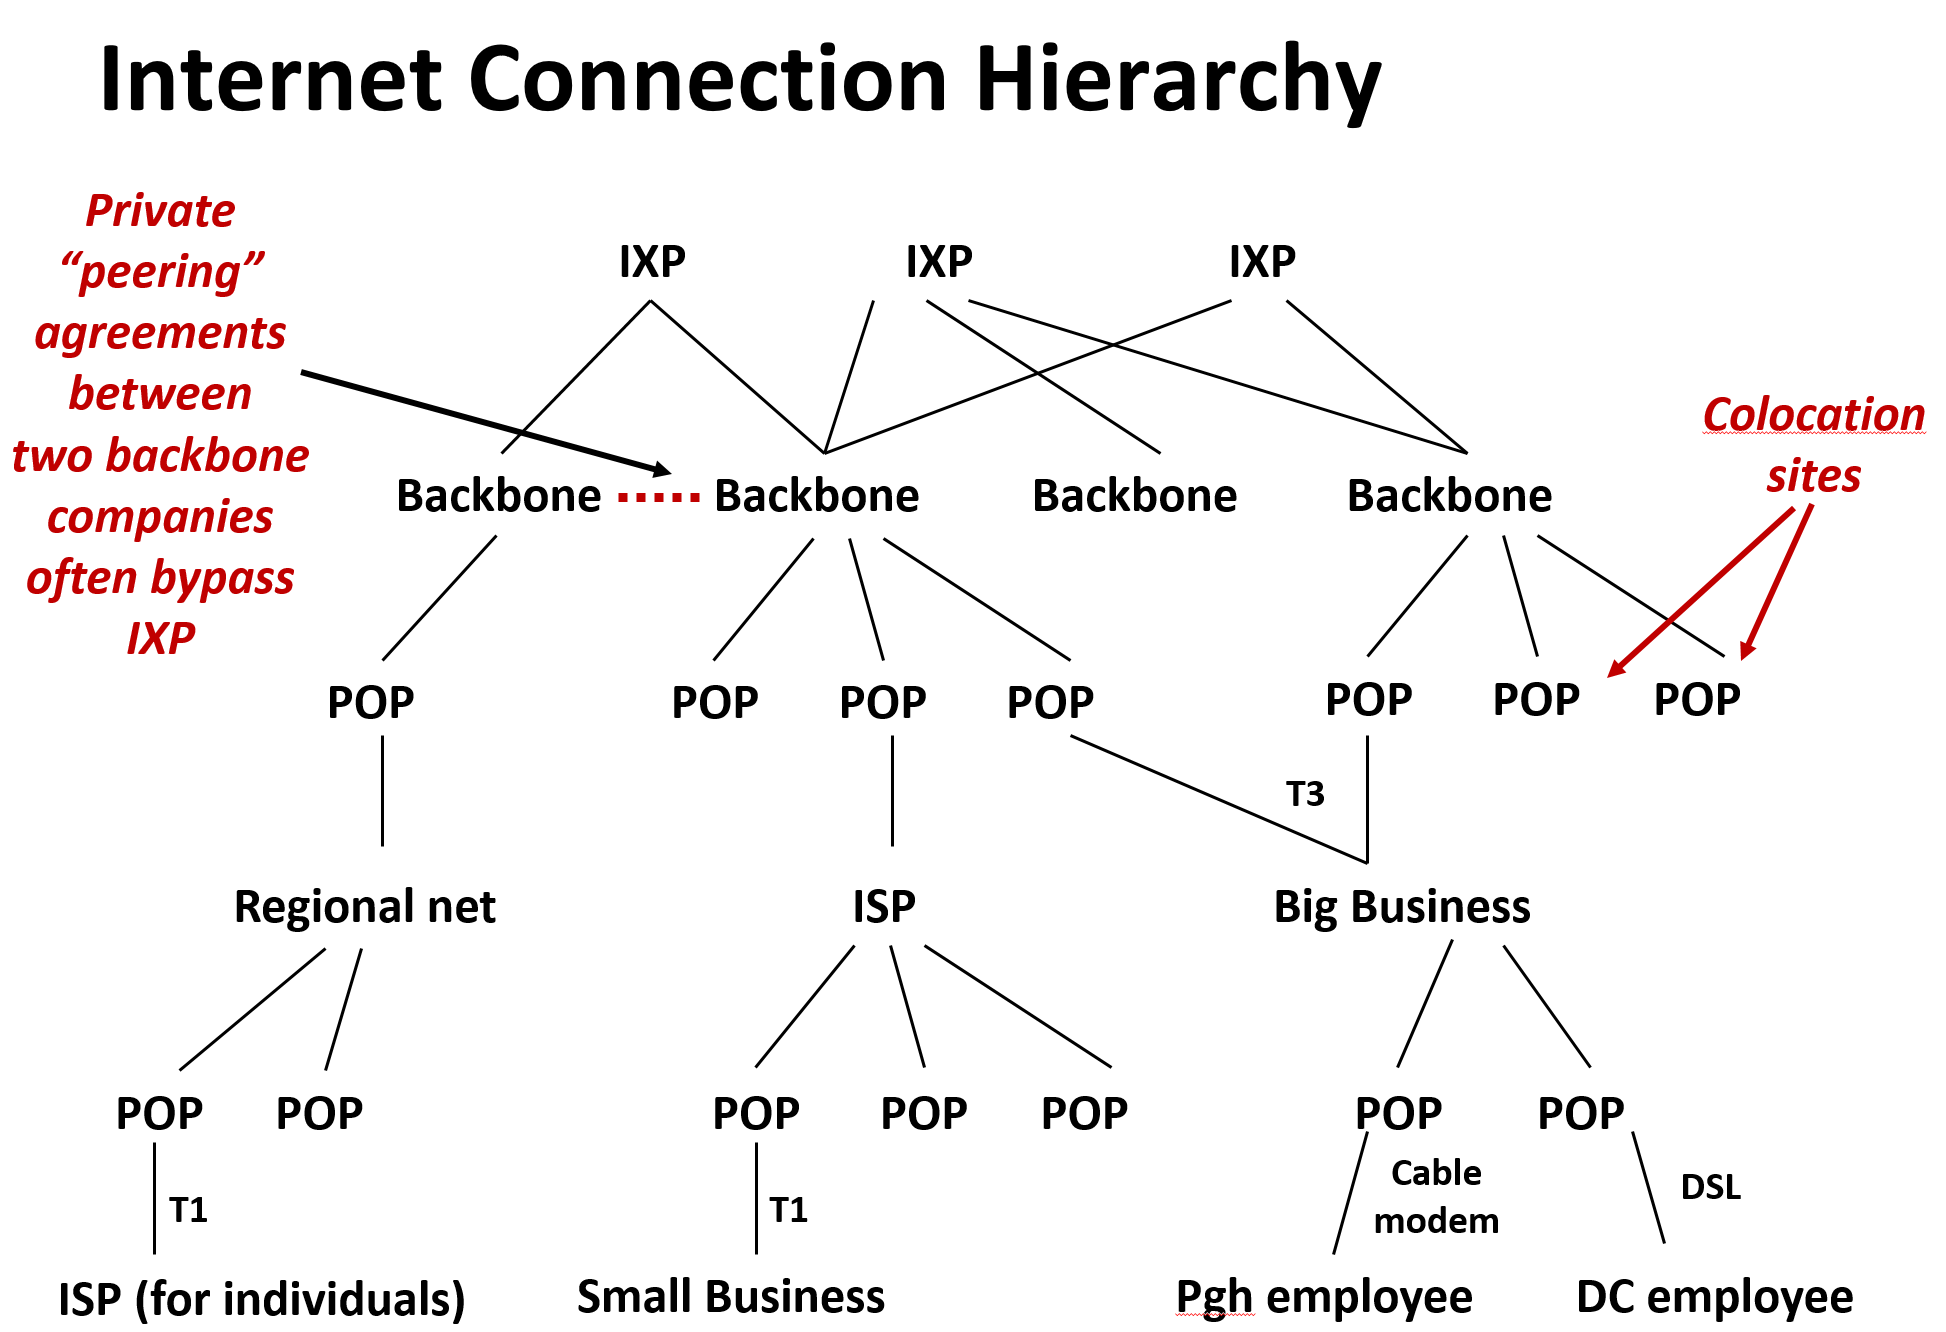 Internet Connection Hierarchy
Private
“peering”
agreements
between
two backbone
companies
often bypass
IXP
IXP IXP IXP
Colocation
sites
Backbone Backbone Backbone Backbone
POP POP POP POP POP POP POP
T3
Regional net ISP Big Business
POP POP POP POP POP POP POP
T1 T1 Cable
modem
DSL
ISP (for individuals) Small Business Pgh employee DC employee